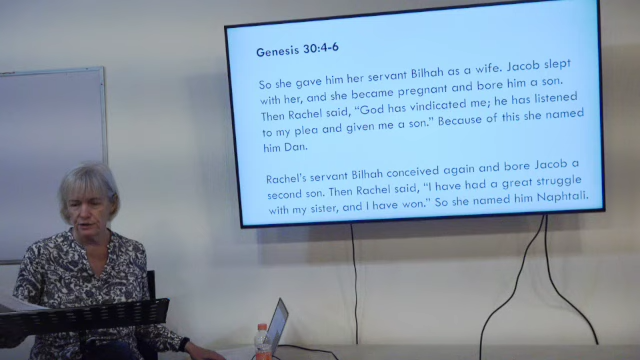 Genesis 30:4-6
So she gave him her servant Bilhah as a wife. Jacob slept
with her, and she became pregnant and bore him a son.
Then Rachel said, “God has vindicated me; he has listened
to my plea and given me a son.” Because of this she named
him Dan.
Rachel's servant Bilhah conceived again and bore Jacob a
second son. Then Rachel said, “I have had a great struggle
with my sister, and I have won.” So she named him Naphtali.